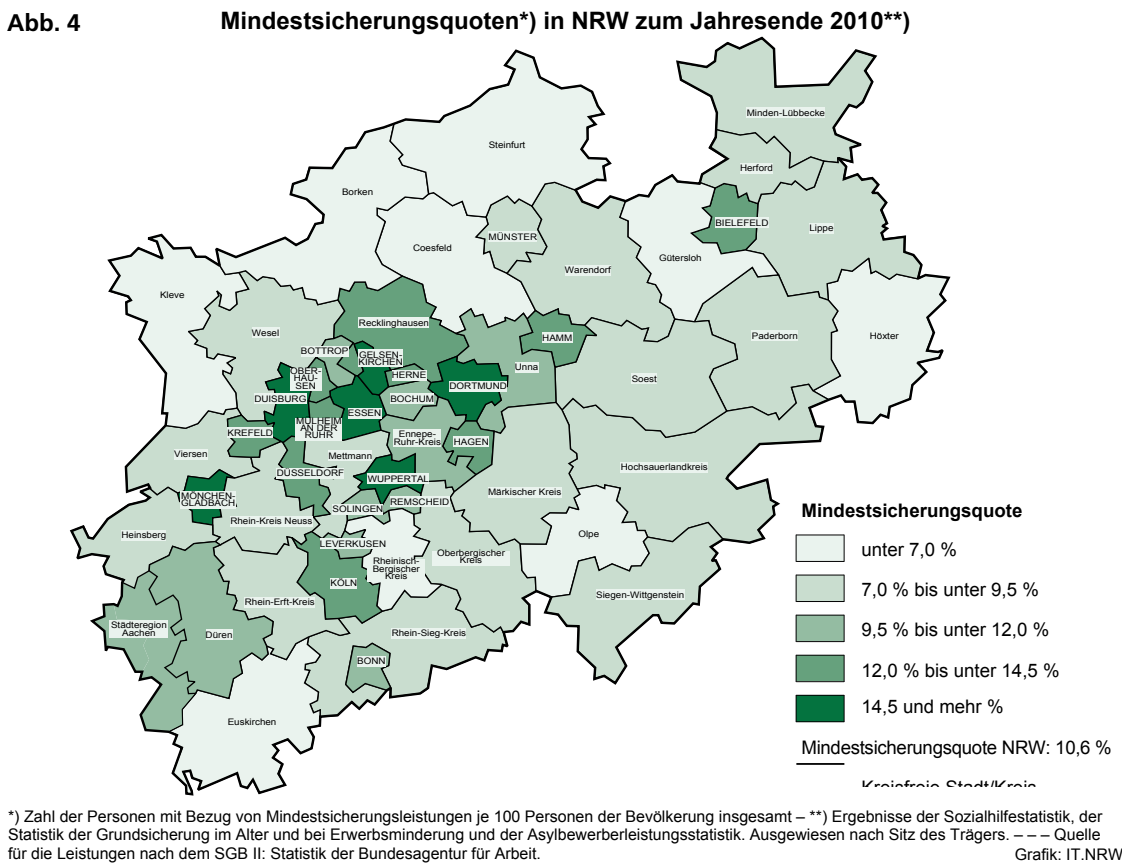 Abb. 4
Mindestsicherungsquoten*) in NRW zum Jahresende 2010**)
Minden-Lübbecke
Steinfurt
Herford
Borken
BIELEFELD
Lippe
MÜNSTER
Coesfeld
Gütersloh
Warendorf
Kleve
Recklinghausen
Wesel
HAMM
Paderborn
Höxter
BOTTROP
GELSEN-
KIRCHEN
Unna
OBER-
HAU-
SEN
HERNE
Soest
DORTMUND
DUISBURG
BOCHUM
ESSEN
MÜLHEIM
AN DER
RUHR
KREFELD
Ennepe-
Ruhr-Kreis
HAGEN
Viersen
Mettmann
Hochsauerlandkreis
DÜSSELDORF
WUPPERTAL
Märkischer Kreis
MÖNCHEN-
GLADBACH
REMSCHEID
SOLINGEN
Rhein-Kreis Neuss
Heinsberg
Olpe
LEVERKUSEN
Oberbergischer
Kreis
Rheinisch-
Bergischer
Kreis
KÖLN
Siegen-Wittgenstein
Rhein-Erft-Kreis
Städteregion
Aachen
Düren
Rhein-Sieg-Kreis
BONN
Euskirchen
Mindestsicherungsquote
unter 7,0 %
7,0 % bis unter 9,5 %
9,5 % bis unter 12,0 %
12,0 % bis unter 14,5 %
14,5 und mehr %
Mindestsicherungsquote NRW: 10,6 %
Kreisfreie Stadt/Kreis
*) Zahl der Personen mit Bezug von Mindestsicherungsleistungen je 100 Personen der Bevölkerung insgesamt – **) Ergebnisse der Sozialhilfestatistik, der
Statistik der Grundsicherung im Alter und bei Erwerbsminderung und der Asylbewerberleistungsstatistik. Ausgewiesen nach Sitz des Trägers. – – – Quelle
für die Leistungen nach dem SGB II: Statistik der Bundesagentur für Arbeit.
Grafik: IT.NRW